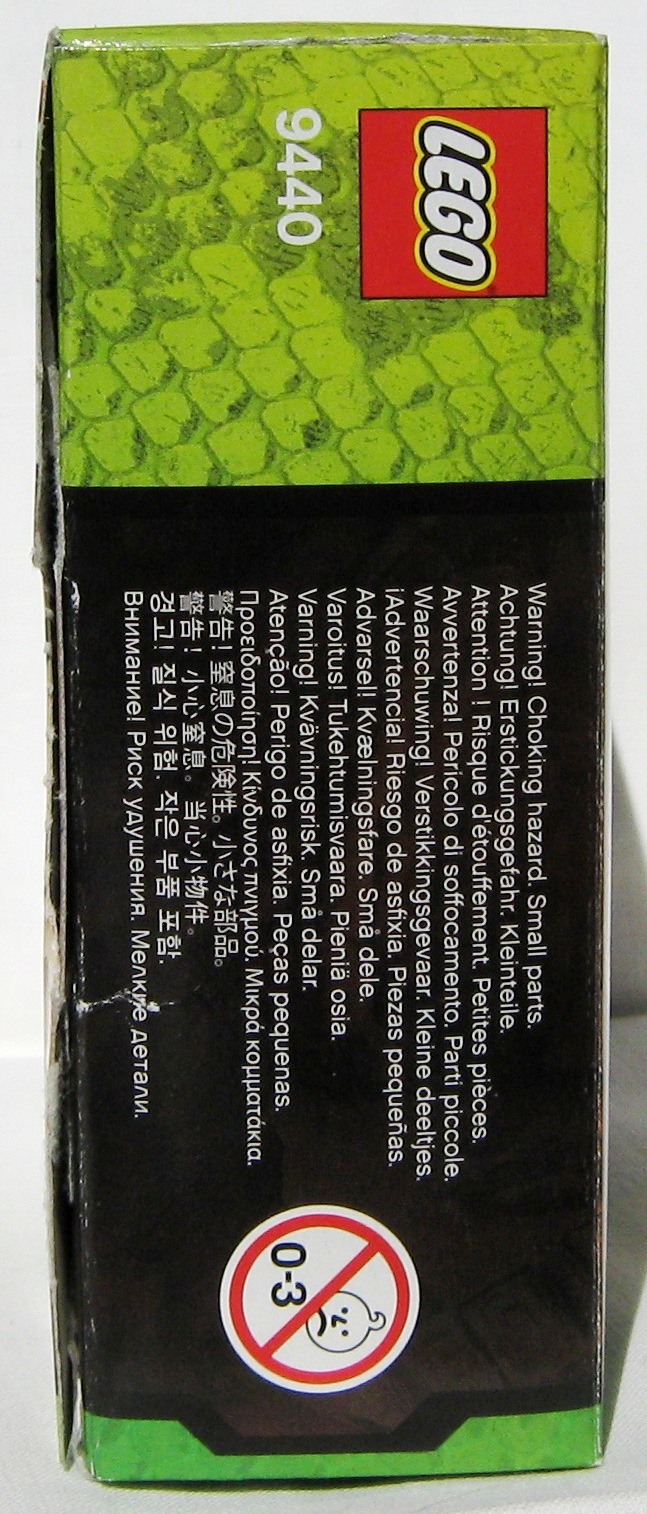 LEGO
9440
Warning! Choking hazard. Small parts.
Achtung! Erstickungsgefahr. Kleinteile.
Attention ! Risque d'étouffement. Petites pièces.
Avvertenza! Pericolo di soffocamento. Parti piccole.
Waarschuwing! Verstikkingsgevaar. Kleine deeltjes.
¡Advertencia! Riesgo de asfixia. Piezas pequeñas.
Advarsel! Kvælningsfare. Små dele.
Varoitus! Tukehtumisvaara. Pieniä osia.
Varning! Kvävningsrisk. Små delar.
Atenção! Perigo de asfixia. Peças pequenas.
Προειδοποίηση! Κίνδυνος πνιγμού. Μικρά κομματάκια.
警告! 窒息の危険性。小さな部品。
警告! 小心窒息。当心小物件。
경고! 질식 위험. 작은 부품 포함.
Внимание! Риск удушения. Мелкие детали.
0-3